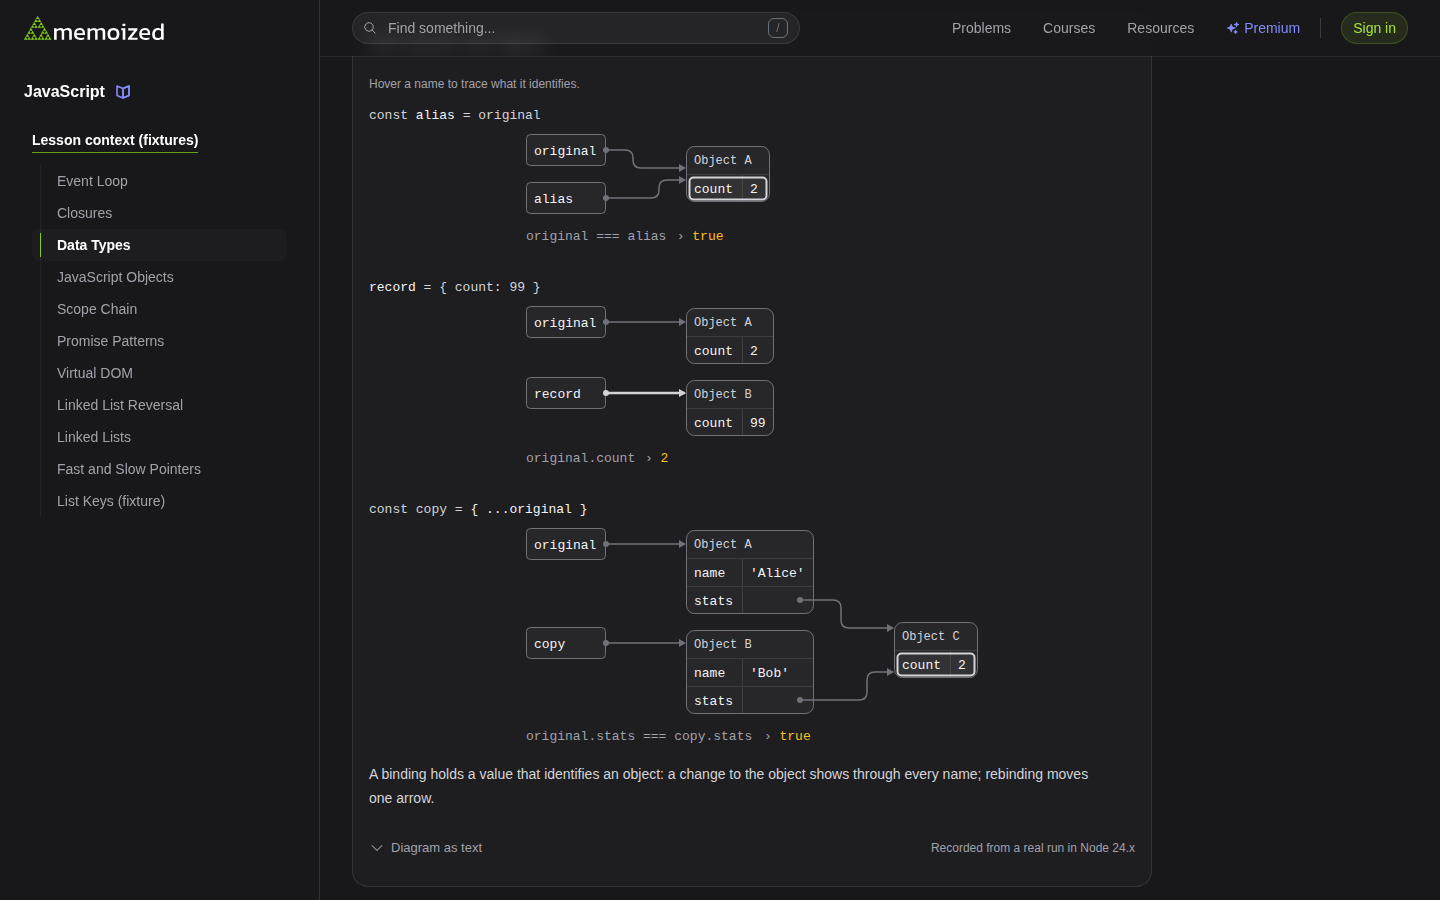 memoized
Find something...
/
Problems
Courses
Resources
Premium
Sign in
JavaScript
Lesson context (fixtures)
Event Loop
Closures
Data Types
JavaScript Objects
Scope Chain
Promise Patterns
Virtual DOM
Linked List Reversal
Linked Lists
Fast and Slow Pointers
List Keys (fixture)
Hover a name to trace what it identifies.
const alias = original
original
alias
Object A
count 2
original === alias › true
record = { count: 99 }
original
Object A
count 2
record
Object B
count 99
original.count › 2
const copy = { ...original }
original
Object A
name 'Alice'
stats
copy
Object B
name 'Bob'
stats
Object C
count 2
original.stats === copy.stats › true
A binding holds a value that identifies an object: a change to the object shows through every name; rebinding moves
one arrow.
Diagram as text
Recorded from a real run in Node 24.x